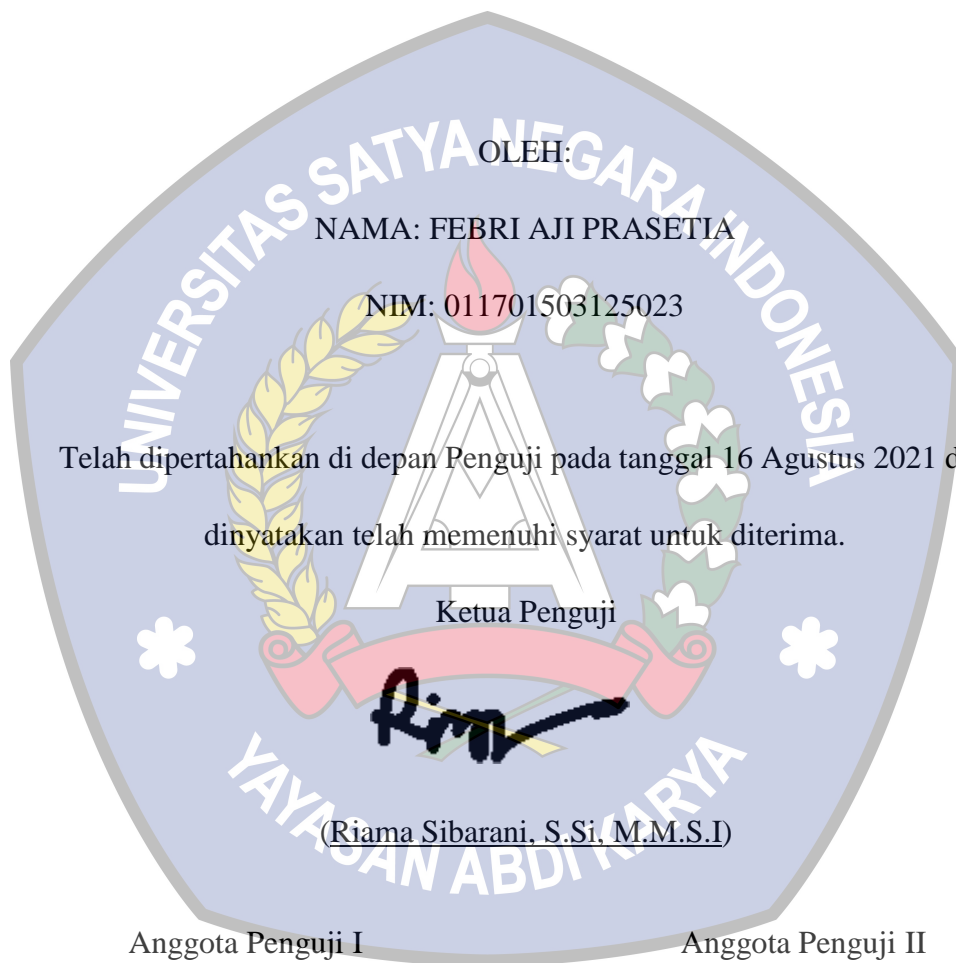 UNIVERSITAS SATYA NEGARA INDONESIA
OLEH:
NAMA: FEBRI AJI PRASETIA
NIM: 011701503125023
Telah dipertahankan di depan Penguji pada tanggal 16 Agustus 2021 d
dinyatakan telah memenuhi syarat untuk diterima.
Ketua Penguji
(Riama Sibarani, S.Si, M.M.S.I)
YAYASAN ABDI KARYA
Anggota Penguji I Anggota Penguji II